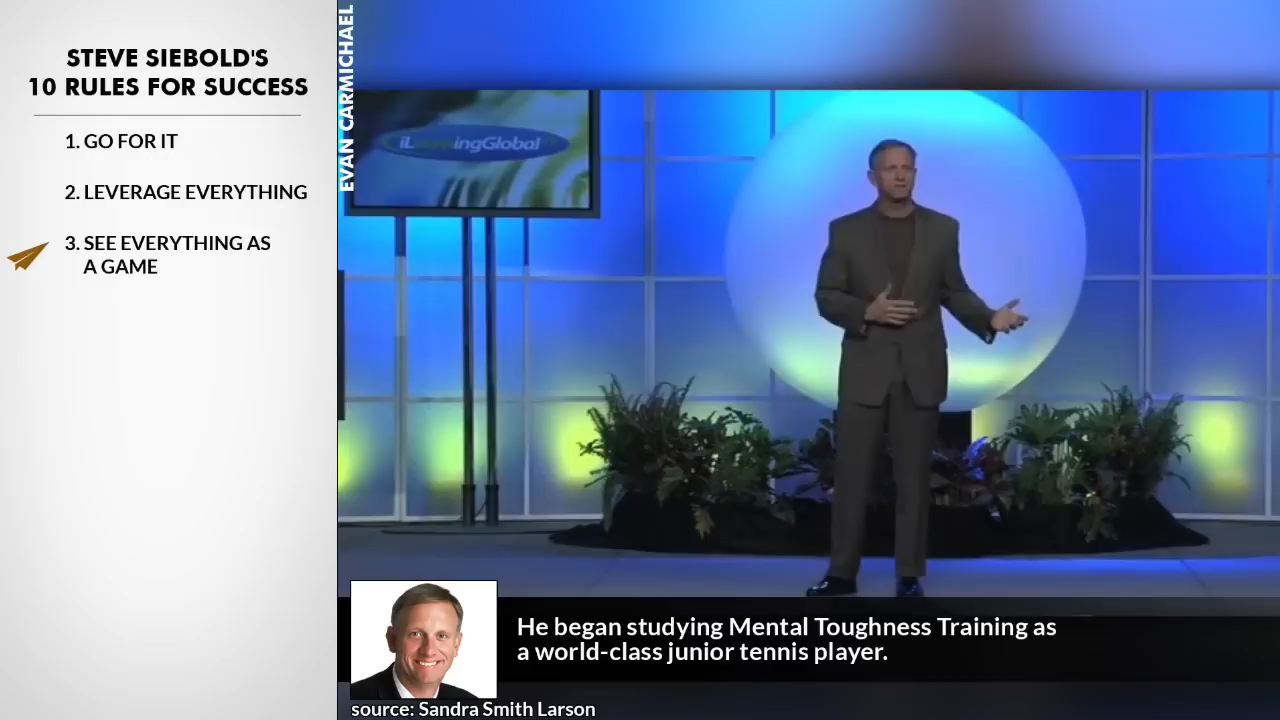 STEVE SIEBOLD'S
10 RULES FOR SUCCESS
1. GO FOR IT
2. LEVERAGE EVERYTHING
3. SEE EVERYTHING AS
A GAME
EVAN CARMICHAEL
He began studying Mental Toughness Training as
a world-class junior tennis player.
source: Sandra Smith Larson